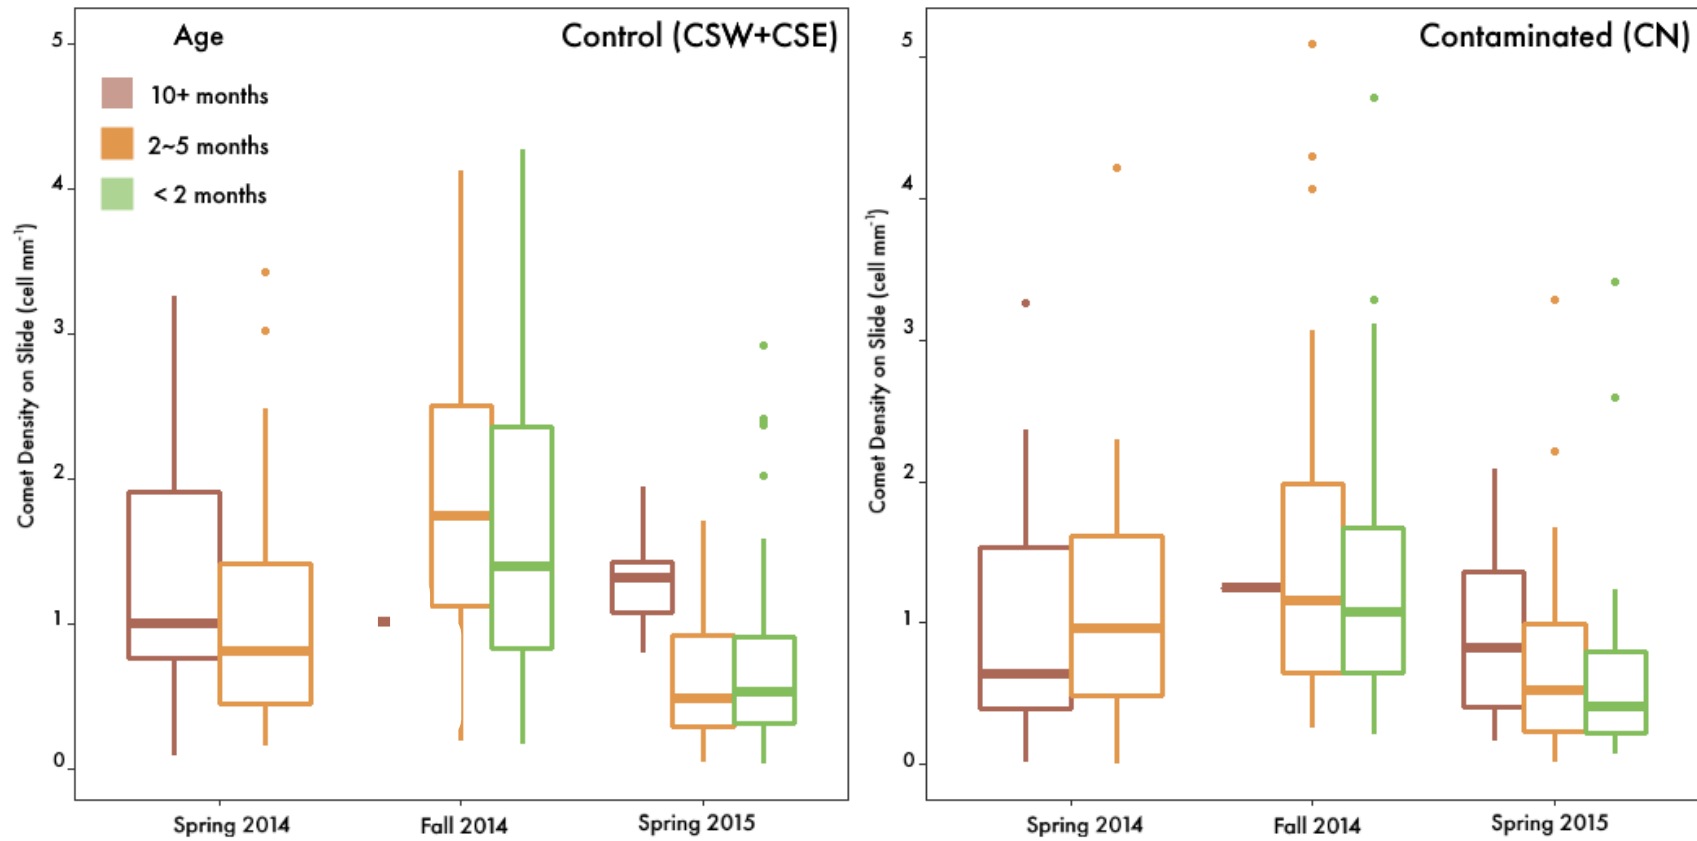 Control (CSW+CSE)
Age
10+ months
2~5 months
< 2 months
Comet Density on Slide (cell mm⁻¹)
5
4
3
2
1
0
Spring 2014
Fall 2014
Spring 2015
Contaminated (CN)
Comet Density on Slide (cell mm⁻¹)
5
4
3
2
1
0
Spring 2014
Fall 2014
Spring 2015